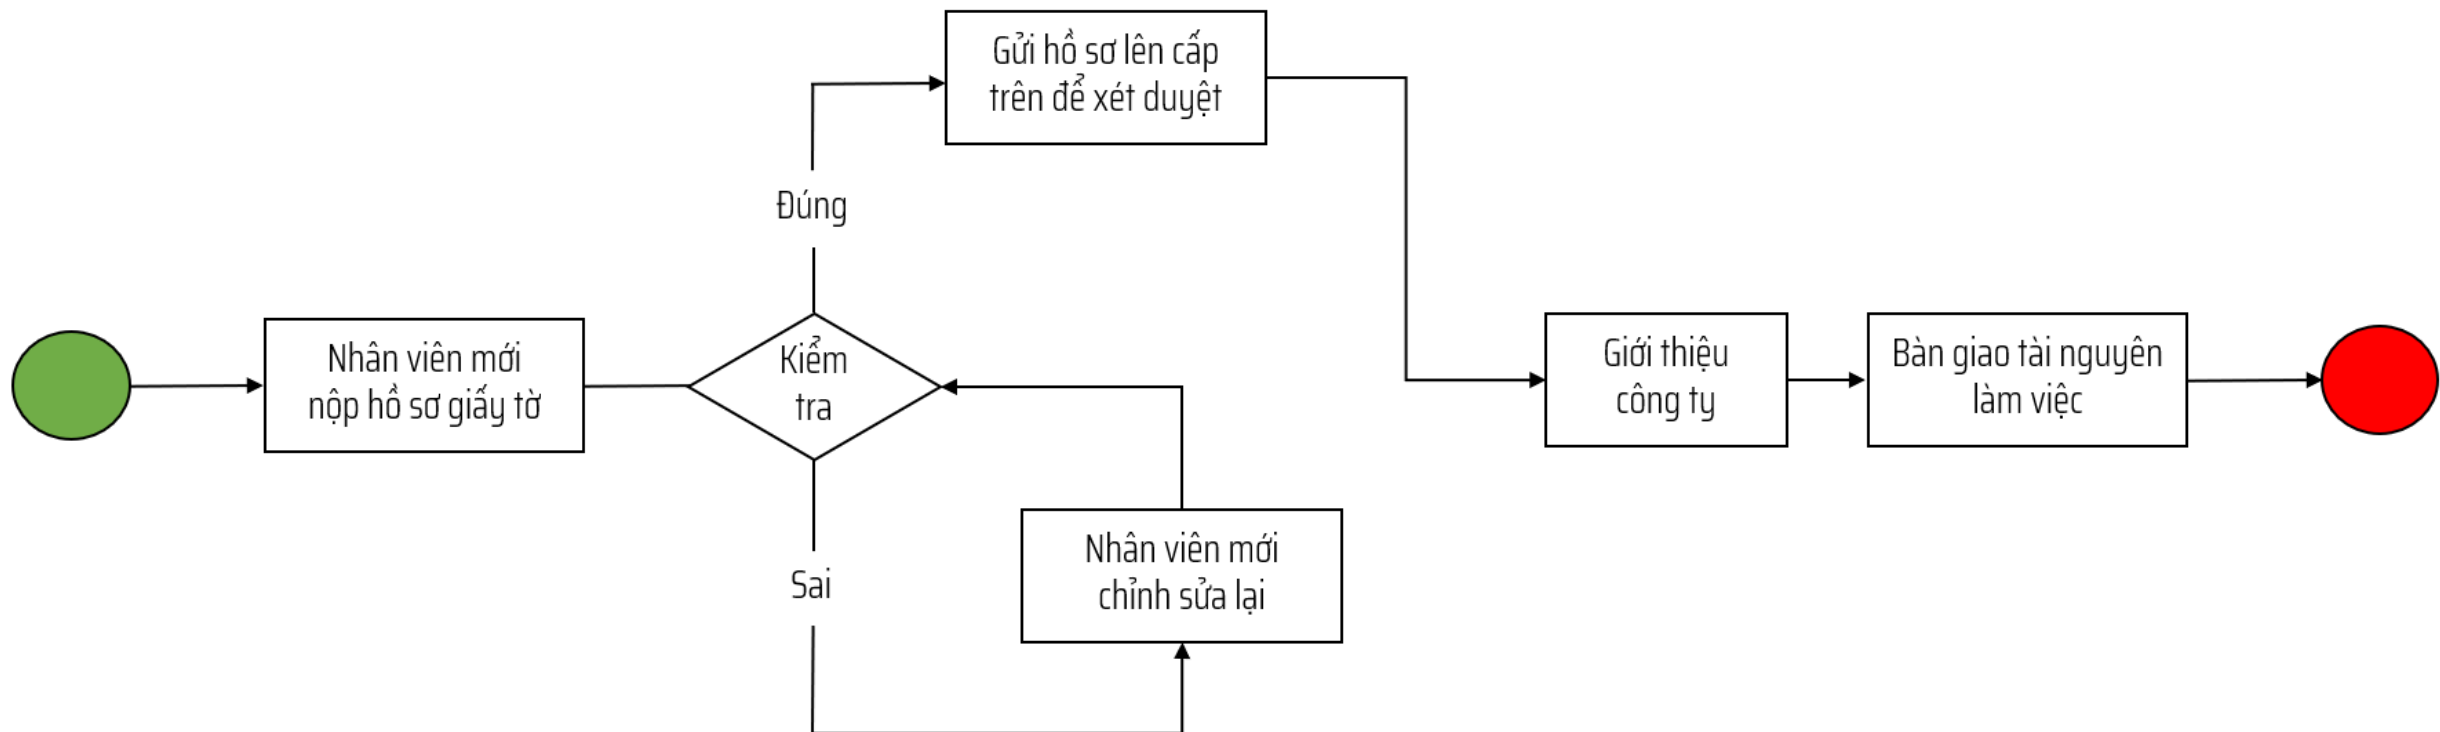 Gửi hồ sơ lên cấp
trên để xét duyệt
Đúng
Nhân viên mới
nộp hồ sơ giấy tờ
Kiểm
tra
Giới thiệu
công ty
Bàn giao tài nguyên
làm việc
Sai
Nhân viên mới
chỉnh sửa lại